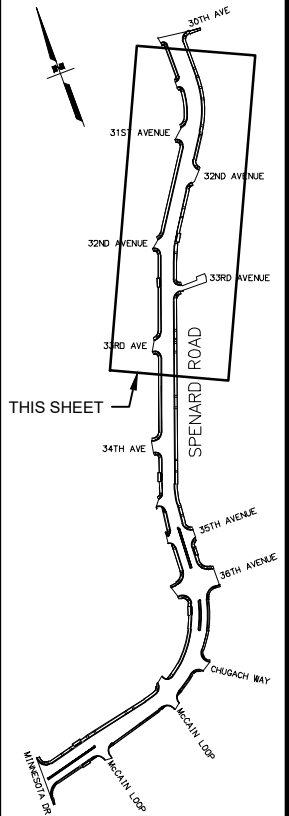 30TH AVE
31ST AVENUE
32ND AVENUE
32ND AVENUE
33RD AVENUE
33RD AVE
SPENARD ROAD
THIS SHEET
34TH AVE
35TH AVENUE
36TH AVENUE
CHUGACH WAY
McCAIN LOOP
McCAIN LOOP
MINNESOTA DR